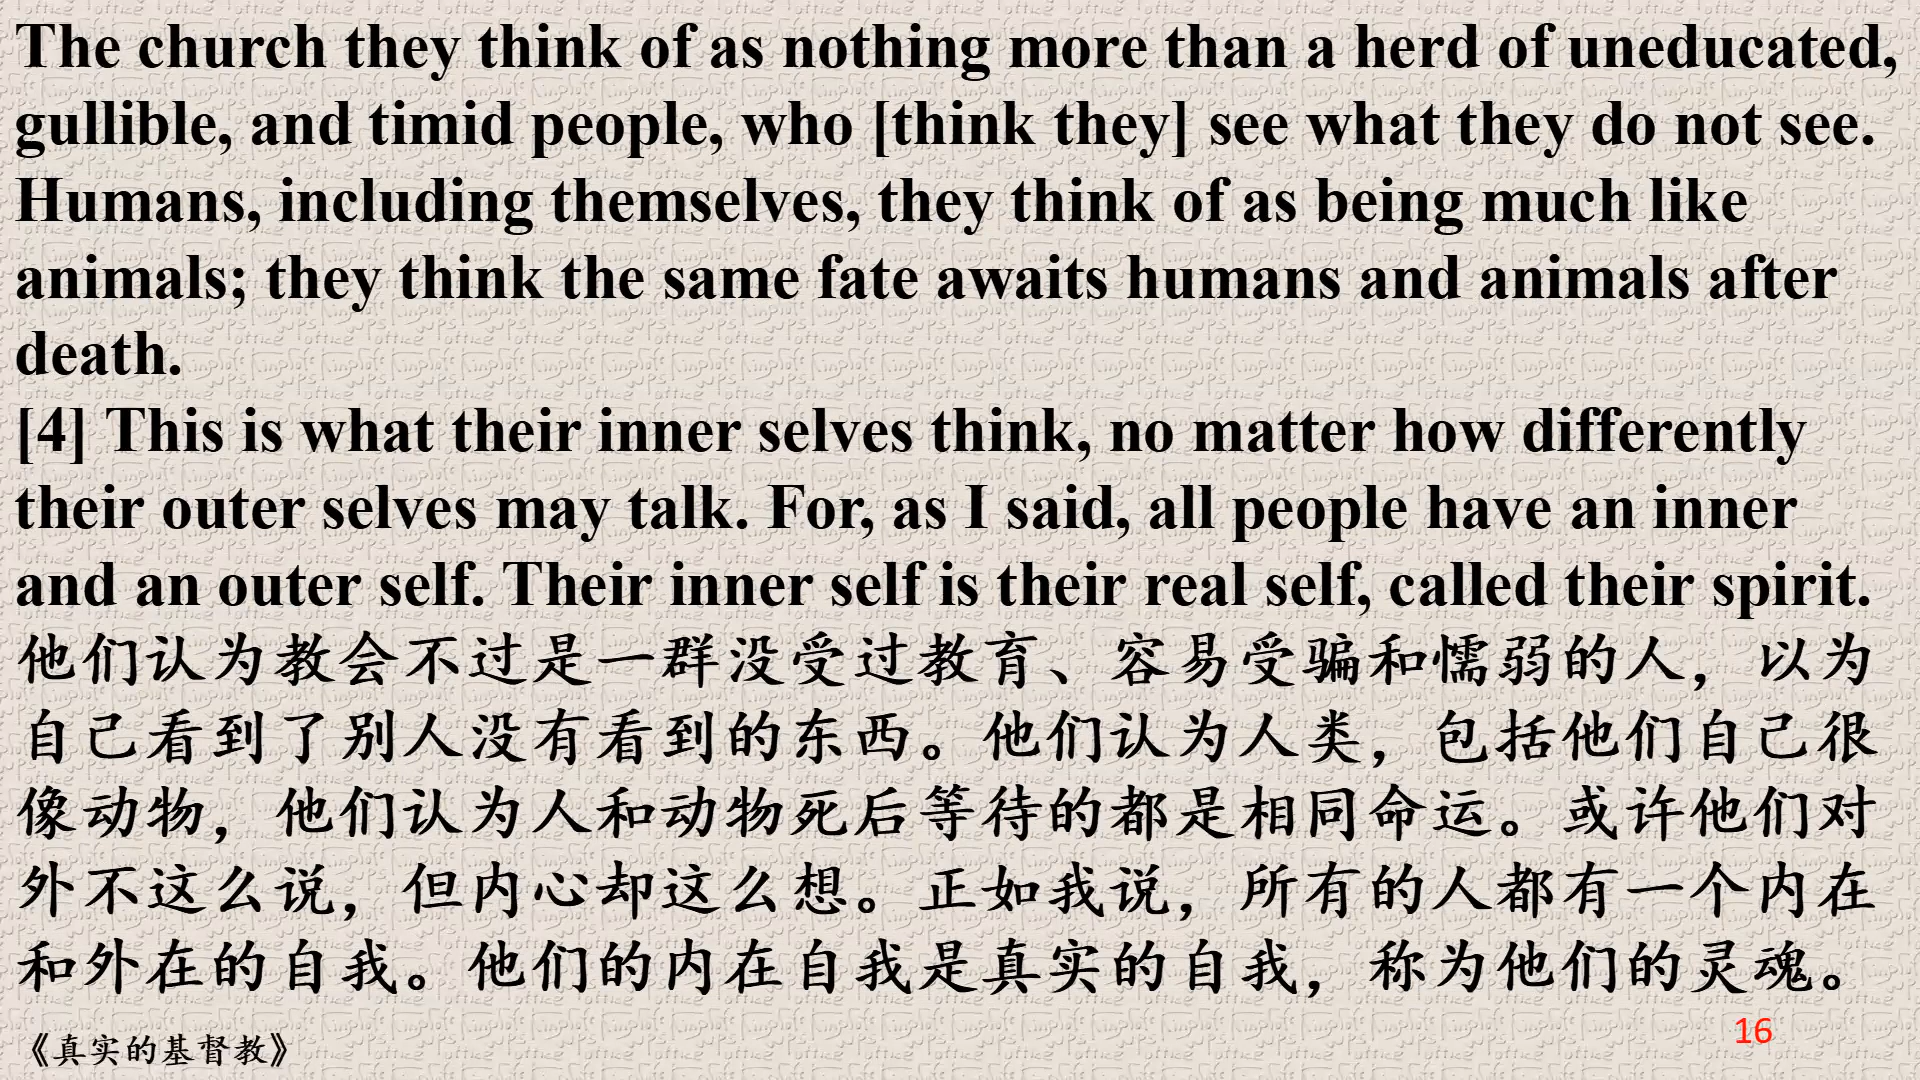 The church they think of as nothing more than a herd of uneducated,
gullible, and timid people, who [think they] see what they do not see.
Humans, including themselves, they think of as being much like
animals; they think the same fate awaits humans and animals after
death.
[4] This is what their inner selves think, no matter how differently
their outer selves may talk. For, as I said, all people have an inner
and an outer self. Their inner self is their real self, called their spirit.
他们认为教会不过是一群没受过教育、容易受骗和懦弱的人，以为
自己看到了别人没有看到的东西。他们认为人类，包括他们自己很
像动物，他们认为人和动物死后等待的都是相同命运。或许他们对
外不这么说，但内心却这么想。正如我说，所有的人都有一个内在
和外在的自我。他们的内在自我是真实的自我，称为他们的灵魂。
《真实的基督教》
16